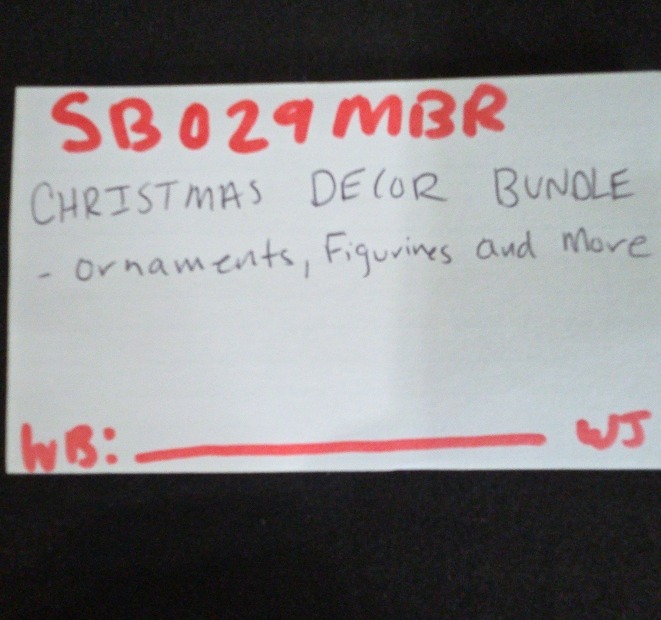 SB029MBR
CHRISTMAS DECOR BUNDLE
- ornaments, Figurines and More
WB: WJ